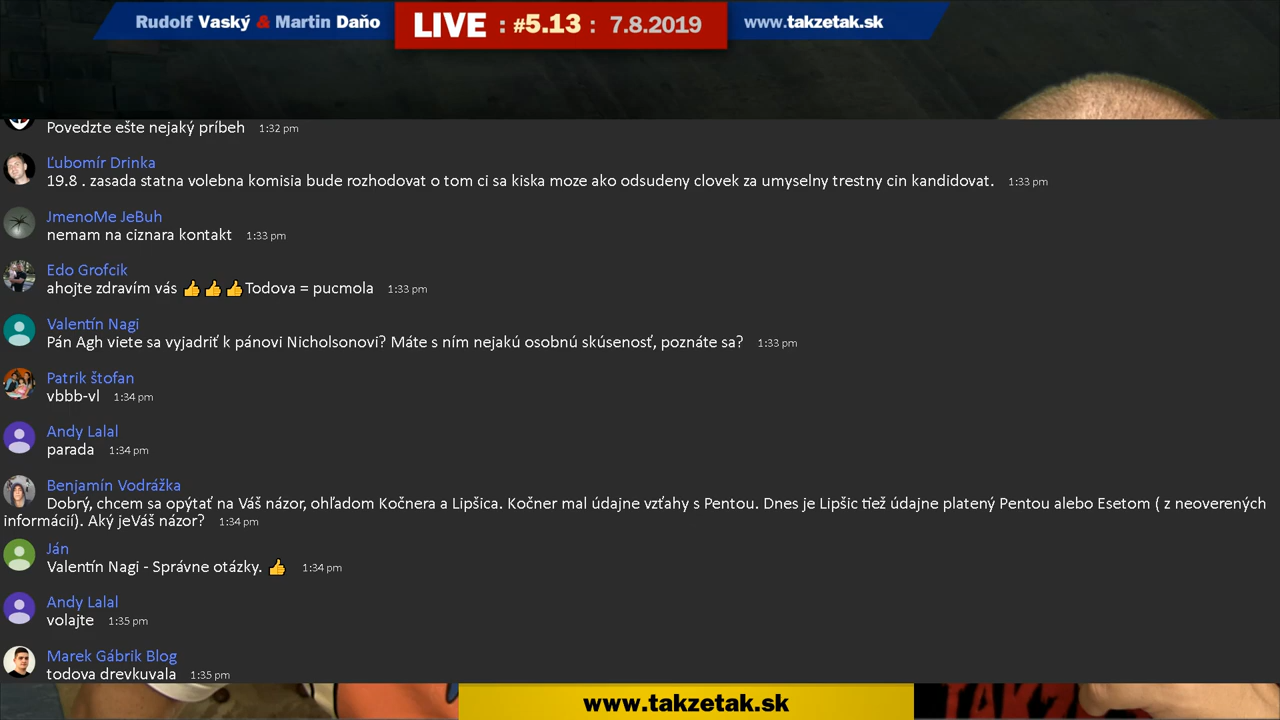 Rudolf Vaský & Martin Daňo
LIVE : #5.13 : 7.8.2019
www.takzetak.sk
Povedzte ešte nejaký príbeh 1:32 pm
Ľubomír Drinka
19.8 . zasada statna volebna komisia bude rozhodovat o tom ci sa kiska moze ako odsudeny clovek za umyselny trestny cin kandidovat. 1:33 pm
JmenoMe JeBuh
nemam na ciznara kontakt 1:33 pm
Edo Grofcik
ahojte zdravím vás 👍👍👍Todova = pucmola 1:33 pm
Valentín Nagi
Pán Agh viete sa vyjadriť k pánovi Nicholsonovi? Máte s ním nejakú osobnú skúsenosť, poznáte sa? 1:33 pm
Patrik štofan
vbbb-vl 1:34 pm
Andy Lalal
parada 1:34 pm
Benjamín Vodrážka
Dobrý, chcem sa opýtať na Váš názor, ohľadom Kočnera a Lipšica. Kočner mal údajne vzťahy s Pentou. Dnes je Lipšic tiež údajne platený Pentou alebo Esetom ( z neoverených
informácií). Aký jeVáš názor? 1:34 pm
Ján
Valentín Nagi - Správne otázky. 👍 1:34 pm
Andy Lalal
volajte 1:35 pm
Marek Gábrik Blog
todova drevkuvala 1:35 pm
www.takzetak.sk